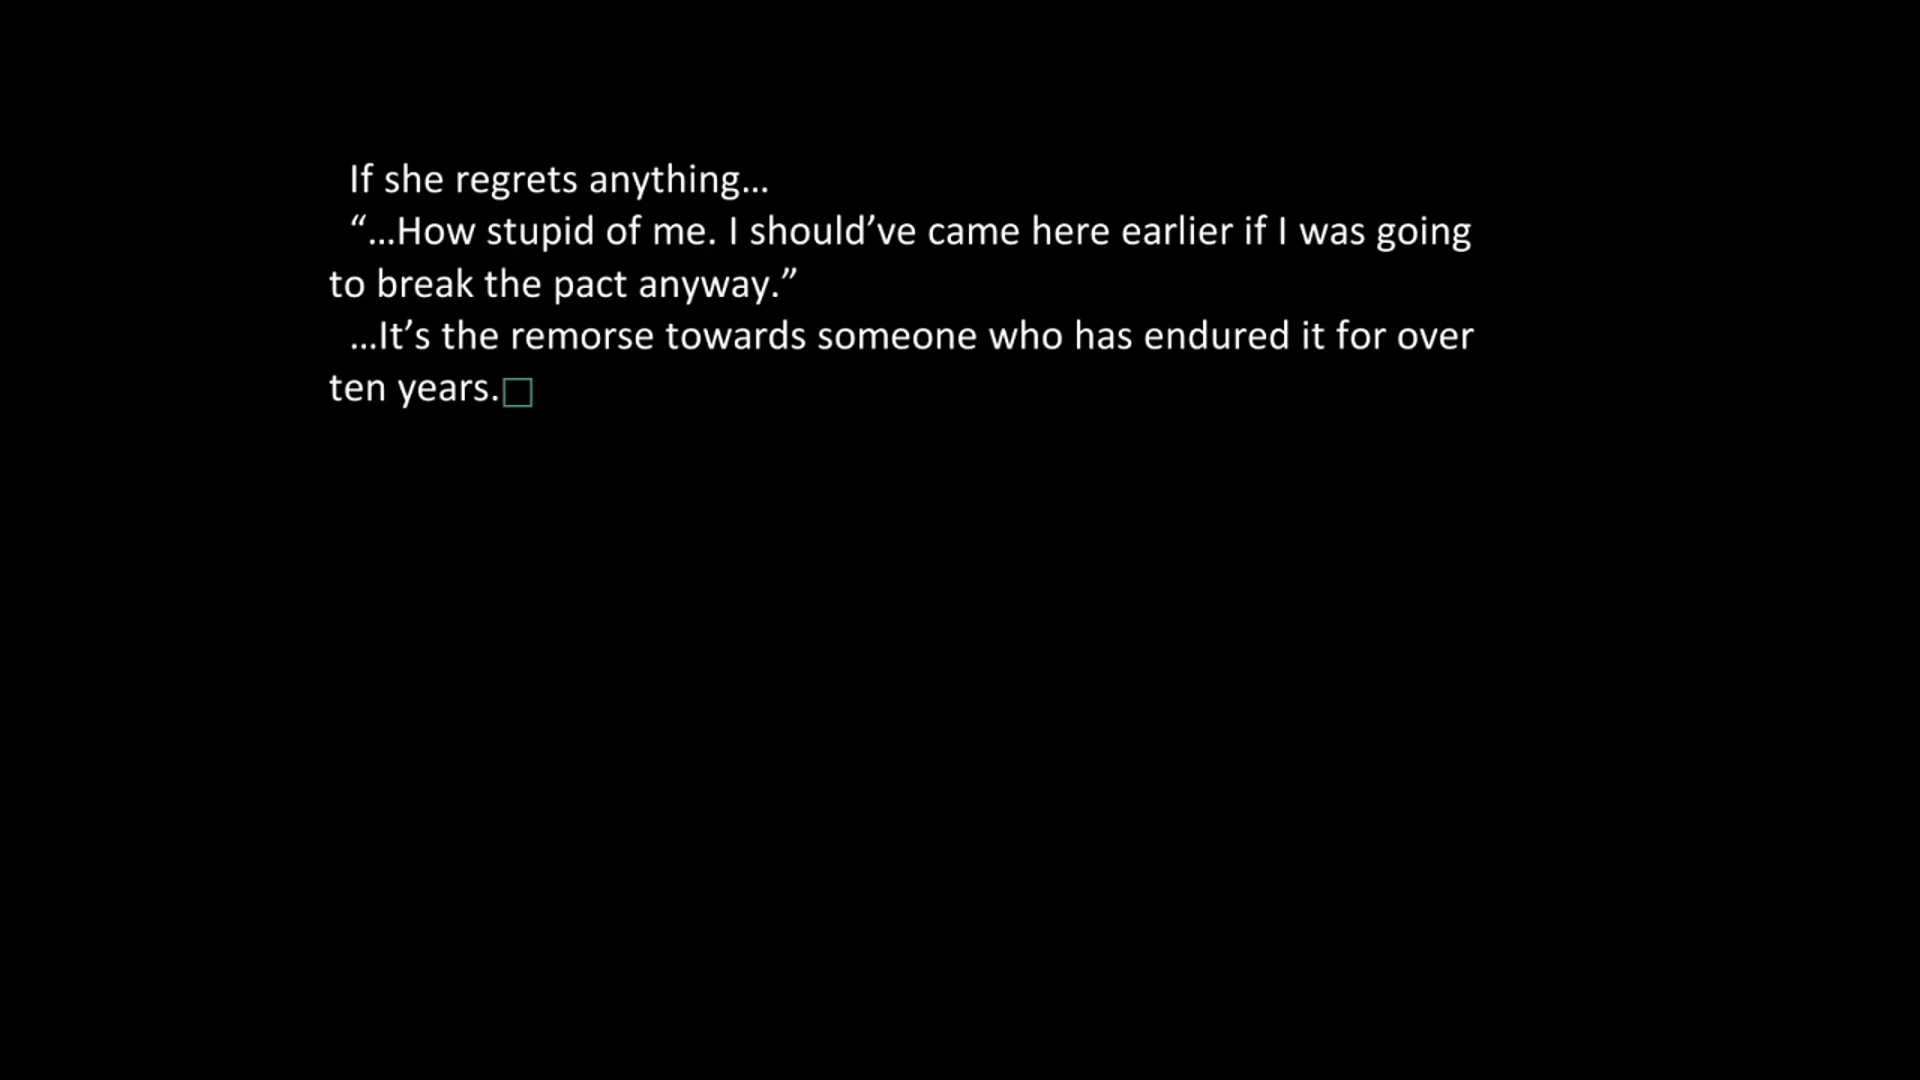 If she regrets anything...
“...How stupid of me. I should’ve came here earlier if I was going
to break the pact anyway.”
...It’s the remorse towards someone who has endured it for over
ten years.